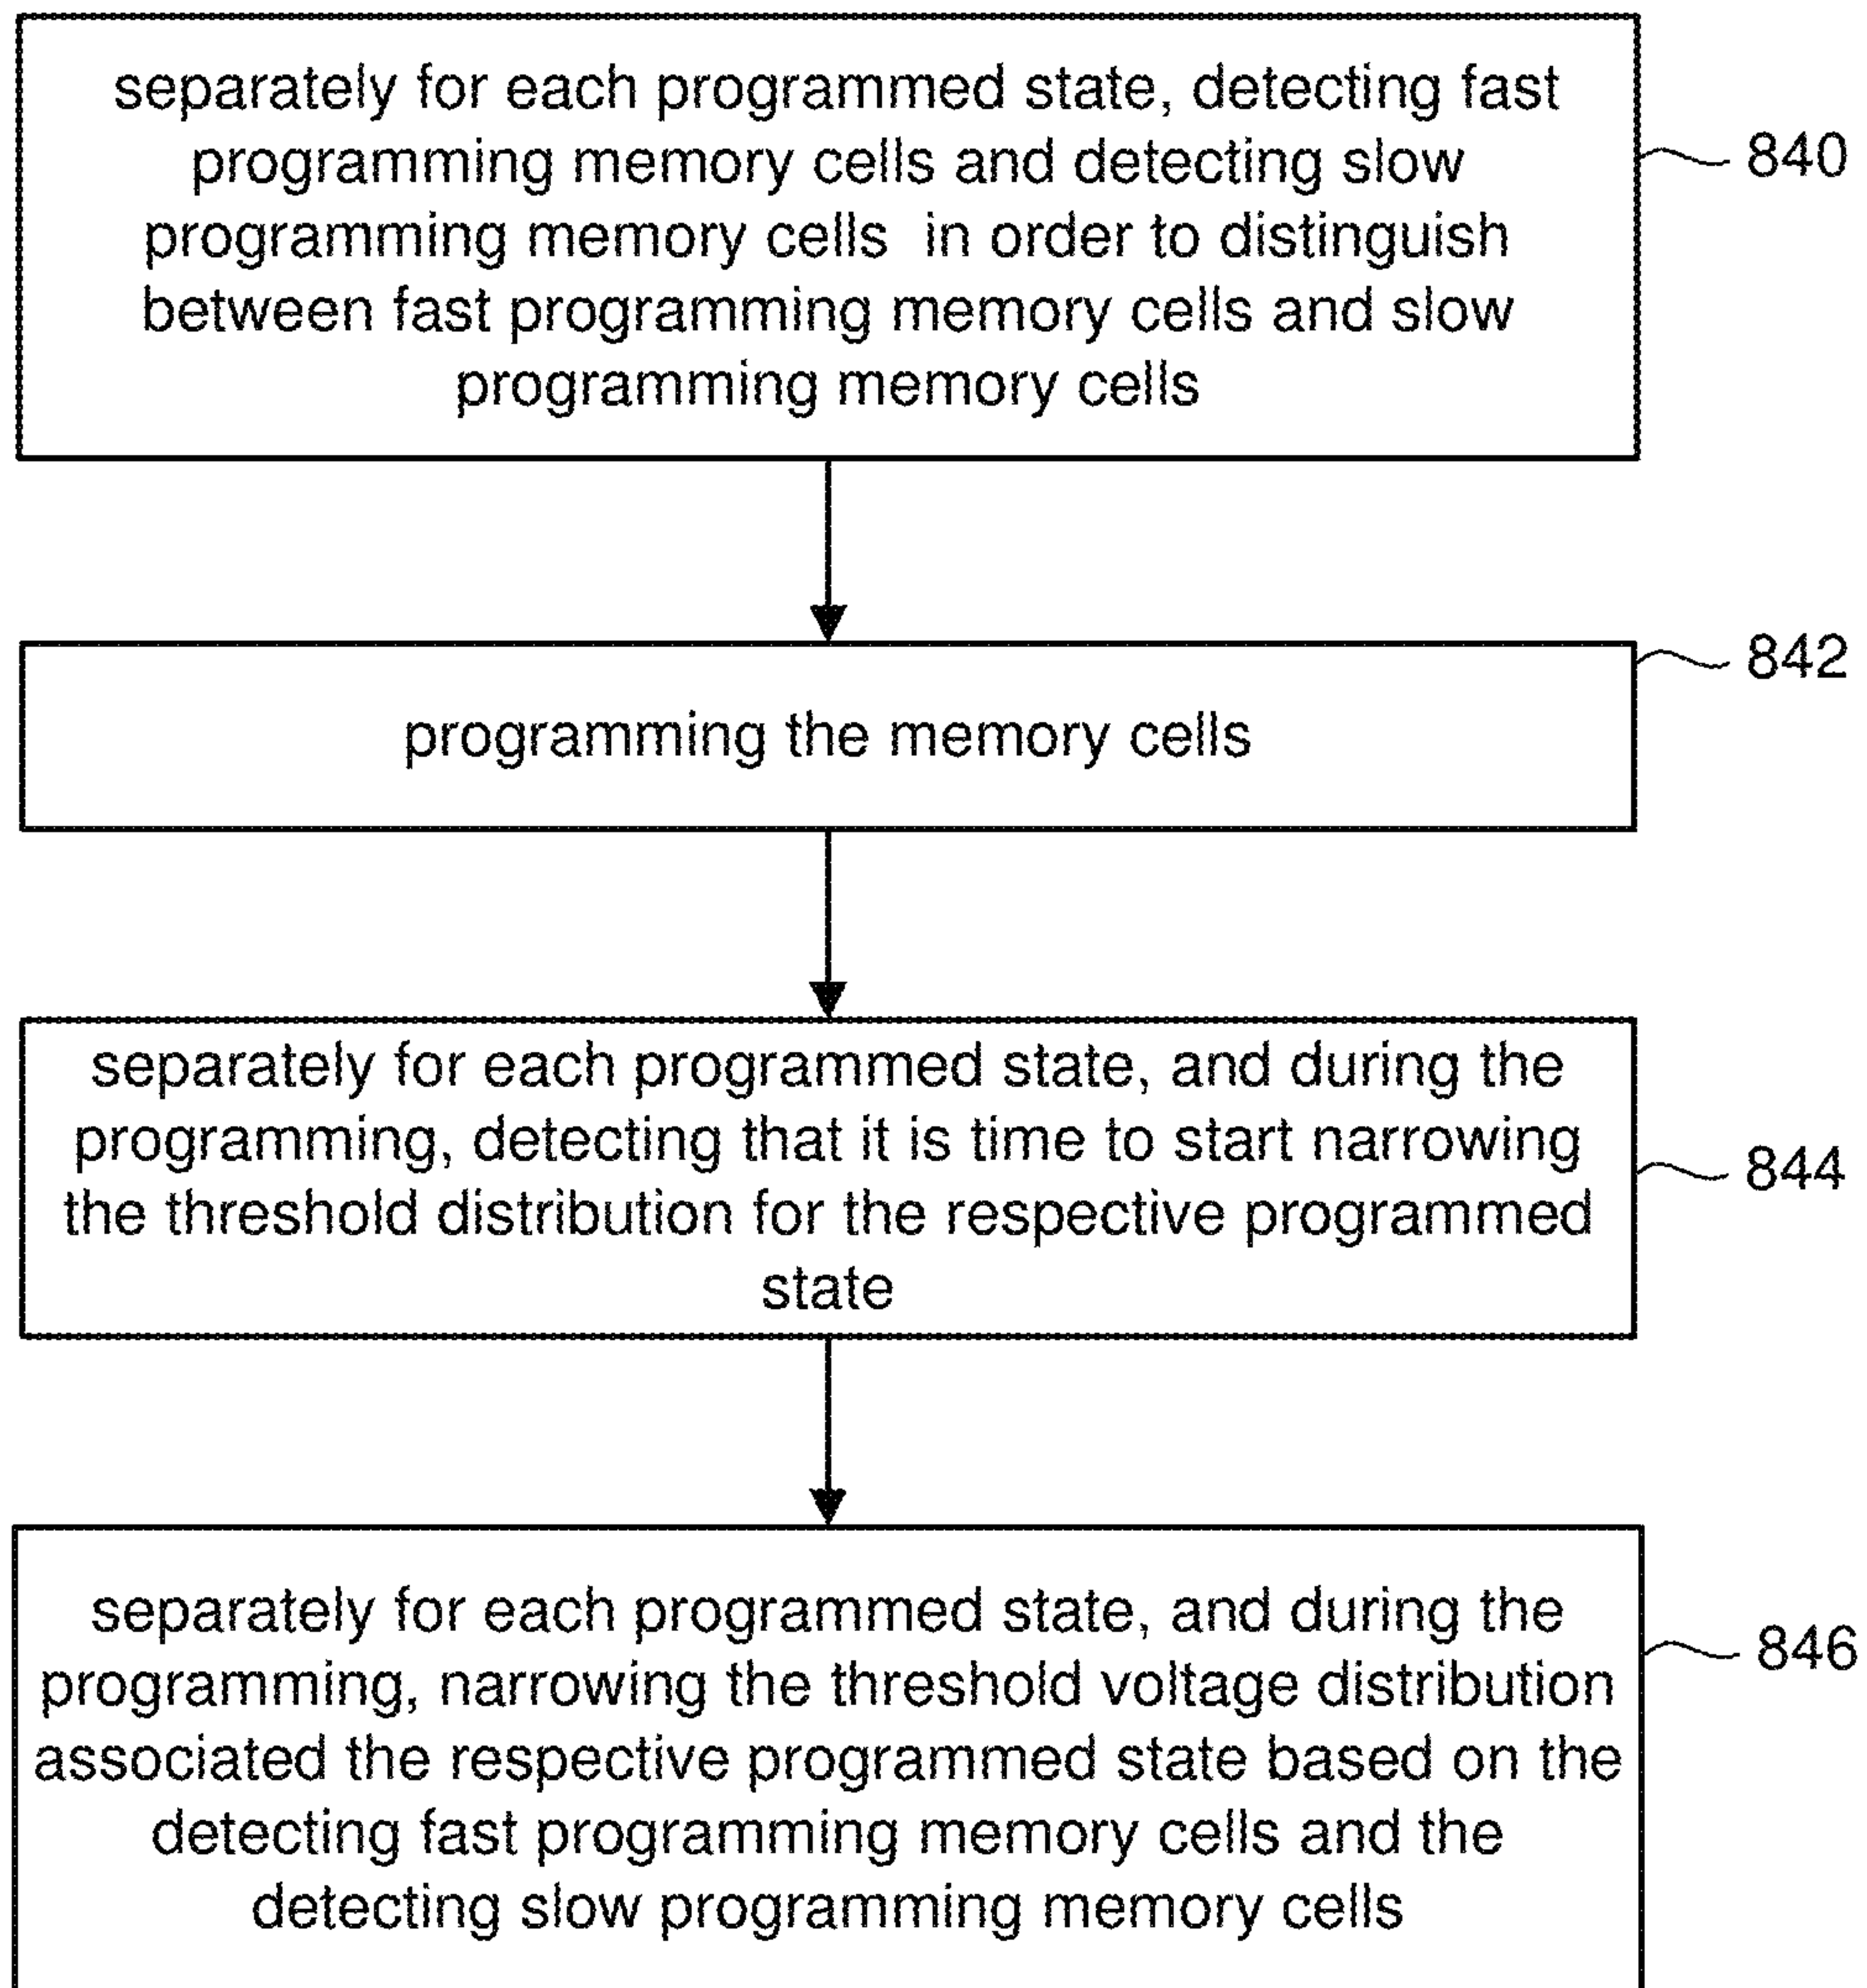 separately for each programmed state, detecting fast
programming memory cells and detecting slow
programming memory cells in order to distinguish
between fast programming memory cells and slow
programming memory cells
840
842
programming the memory cells
separately for each programmed state, and during the
programming, detecting that it is time to start narrowing
the threshold distribution for the respective programmed
state
844
separately for each programmed state, and during the
programming, narrowing the threshold voltage distribution
associated the respective programmed state based on the
detecting fast programming memory cells and the
detecting slow programming memory cells
846